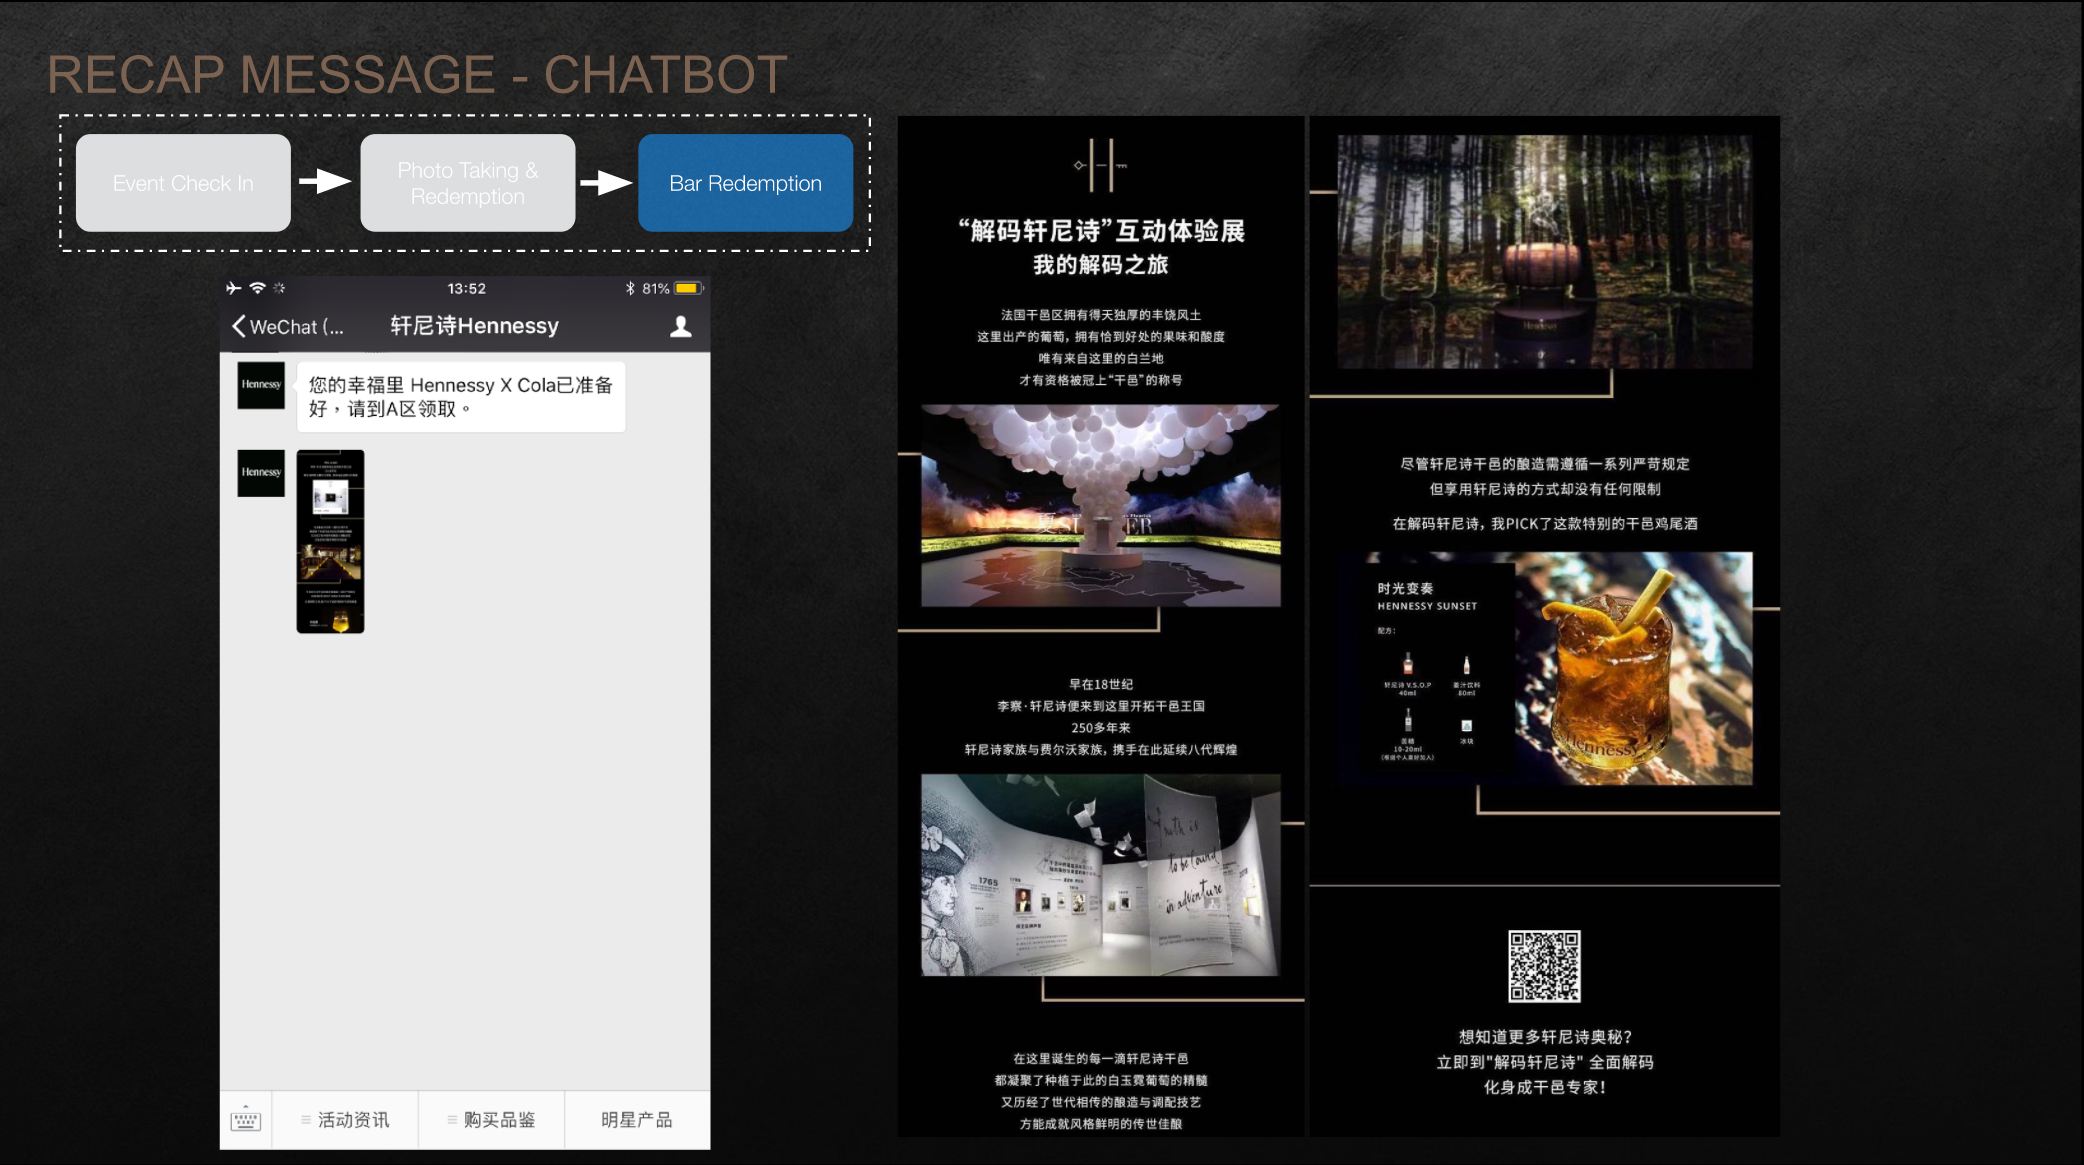 RECAP MESSAGE - CHATBOT
Event Check In
Photo Taking &
Redemption
Bar Redemption
13:52
81%
WeChat (...
轩尼诗Hennessy
Hennessy
您的幸福里 Hennessy X Cola已准备
好，请到A区领取。
Hennessy
活动资讯
购买品鉴
明星产品
“解码轩尼诗”互动体验展
我的解码之旅
法国干邑区拥有得天独厚的丰饶风土
这里出产的葡萄，拥有恰到好处的果味和酸度
唯有来自这里的白兰地
才有资格被冠上“干邑”的称号
早在18世纪
李察·轩尼诗便来到这里开拓干邑王国
250多年来
轩尼诗家族与费尔沃家族，携手在此延续八代辉煌
1765
truth is
to be found
in adventure
在这里诞生的每一滴轩尼诗干邑
都凝聚了种植于此的白玉霓葡萄的精髓
又历经了世代相传的酿造与调配技艺
方能成就风格鲜明的传世佳酿
Hennessy
尽管轩尼诗干邑的酿造需遵循一系列严苛规定
但享用轩尼诗的方式却没有任何限制
在解码轩尼诗，我PICK了这款特别的干邑鸡尾酒
时光变奏
HENNESSY SUNSET
配方：
轩尼诗 V.S.O.P
40ml
姜汁饮料
80ml
10-20ml
冰块
Hennessy
想知道更多轩尼诗奥秘？
立即到"解码轩尼诗" 全面解码
化身成干邑专家！